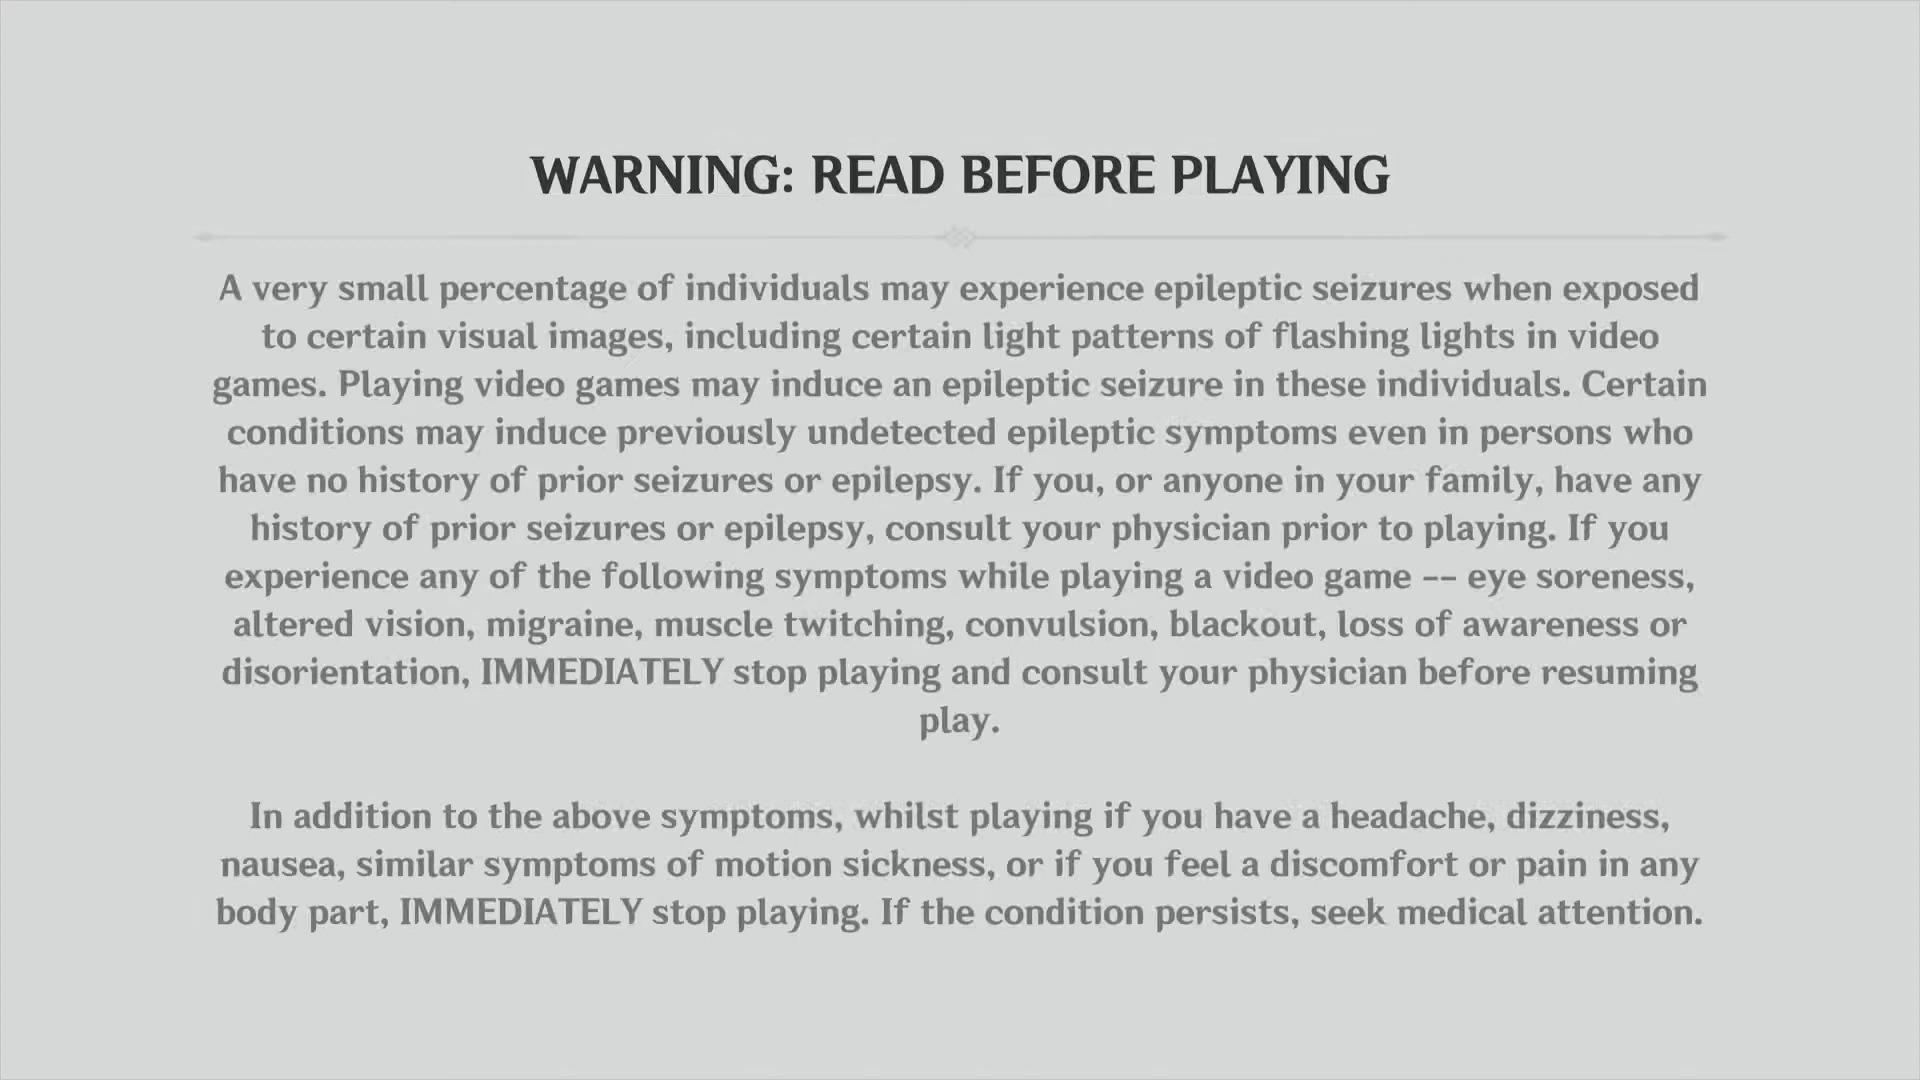 WARNING: READ BEFORE PLAYING
A very small percentage of individuals may experience epileptic seizures when exposed
to certain visual images, including certain light patterns of flashing lights in video
games. Playing video games may induce an epileptic seizure in these individuals. Certain
conditions may induce previously undetected epileptic symptoms even in persons who
have no history of prior seizures or epilepsy. If you, or anyone in your family, have any
history of prior seizures or epilepsy, consult your physician prior to playing. If you
experience any of the following symptoms while playing a video game -- eye soreness,
altered vision, migraine, muscle twitching, convulsion, blackout, loss of awareness or
disorientation, IMMEDIATELY stop playing and consult your physician before resuming
play.
In addition to the above symptoms, whilst playing if you have a headache, dizziness,
nausea, similar symptoms of motion sickness, or if you feel a discomfort or pain in any
body part, IMMEDIATELY stop playing. If the condition persists, seek medical attention.